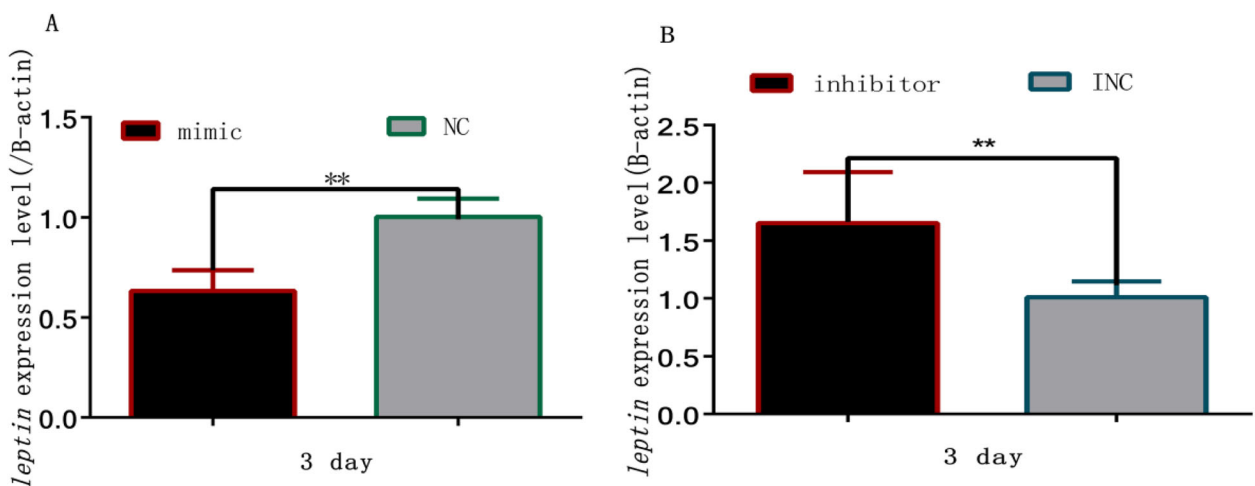 A
leptin expression level(/B-actin)
mimic
NC
**
1.5
1.0
0.5
0.0
3 day
B
leptin expression level(B-actin)
inhibitor
INC
**
2.5
2.0
1.5
1.0
0.5
0.0
3 day